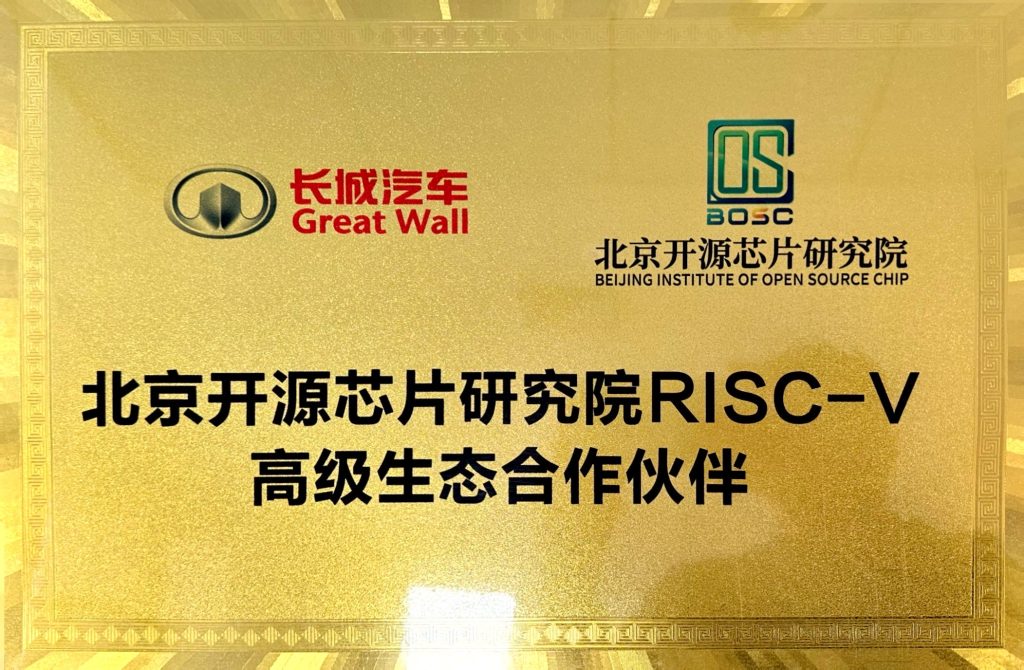 长城汽车
Great Wall
OS
BOSC
北京开源芯片研究院
BEIJING INSTITUTE OF OPEN SOURCE CHIP
北京开源芯片研究院RISC-V
高级生态合作伙伴